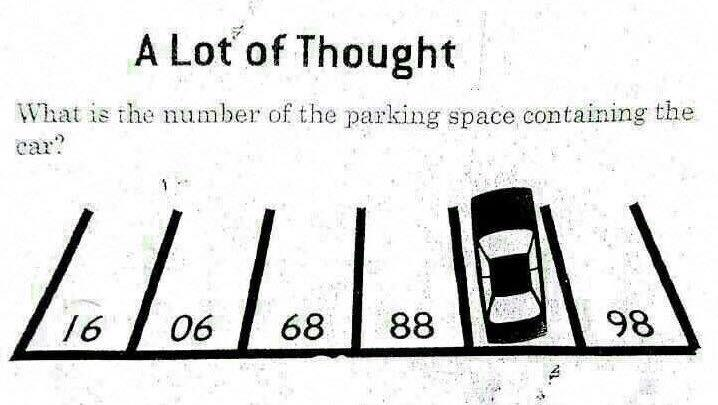 A Lot of Thought
What is the number of the parking space containing the
car?
16 06 68 88 98